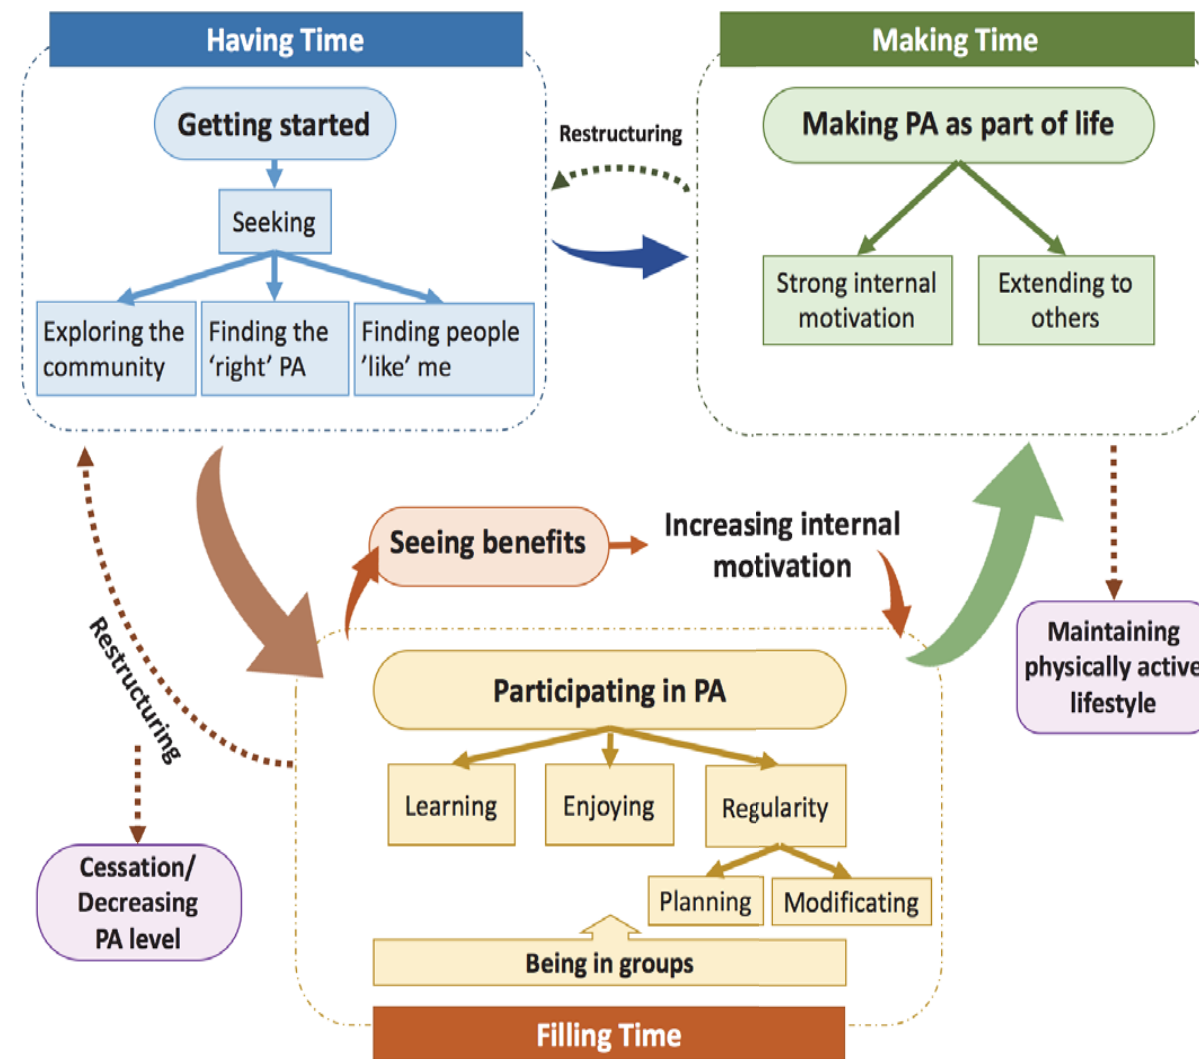 Having Time
Getting started
Seeking
Exploring the
community
Finding the
‘right’ PA
Finding people
’like’ me
Restructuring
Making Time
Making PA as part of life
Strong internal
motivation
Extending to
others
Seeing benefits
Increasing internal
motivation
Restructuring
Cessation/
Decreasing
PA level
Participating in PA
Learning
Enjoying
Regularity
Planning
Modificating
Being in groups
Filling Time
Maintaining
physically active
lifestyle